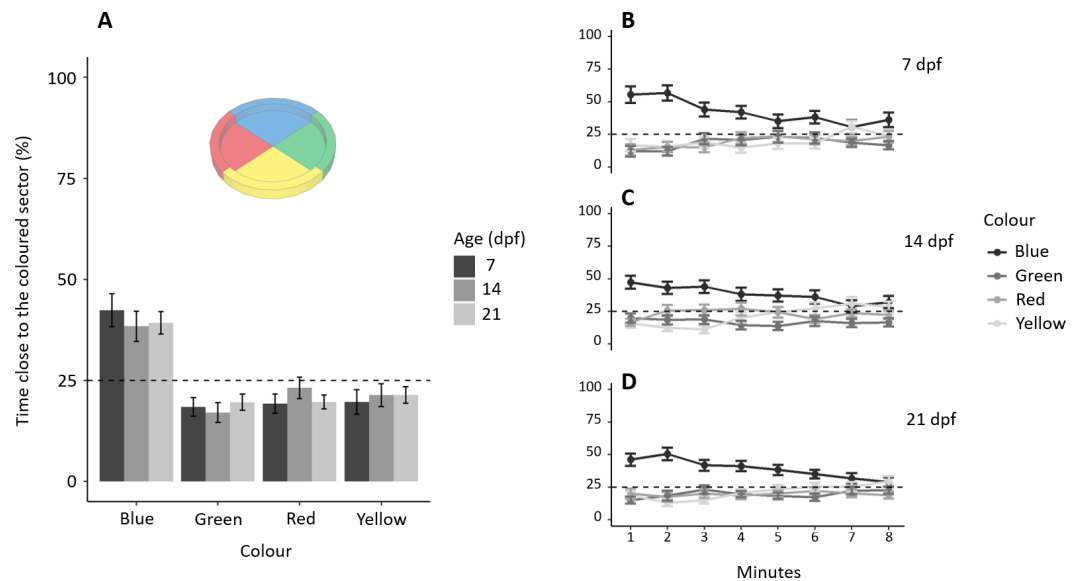 A
Time close to the coloured sector (%)
100
75
50
25
0
Blue Green Red Yellow
Colour
Age (dpf)
7
14
21
B
7 dpf
100
75
50
25
0
C
14 dpf
100
75
50
25
0
D
21 dpf
100
75
50
25
0
1 2 3 4 5 6 7 8
Minutes
Colour
Blue
Green
Red
Yellow